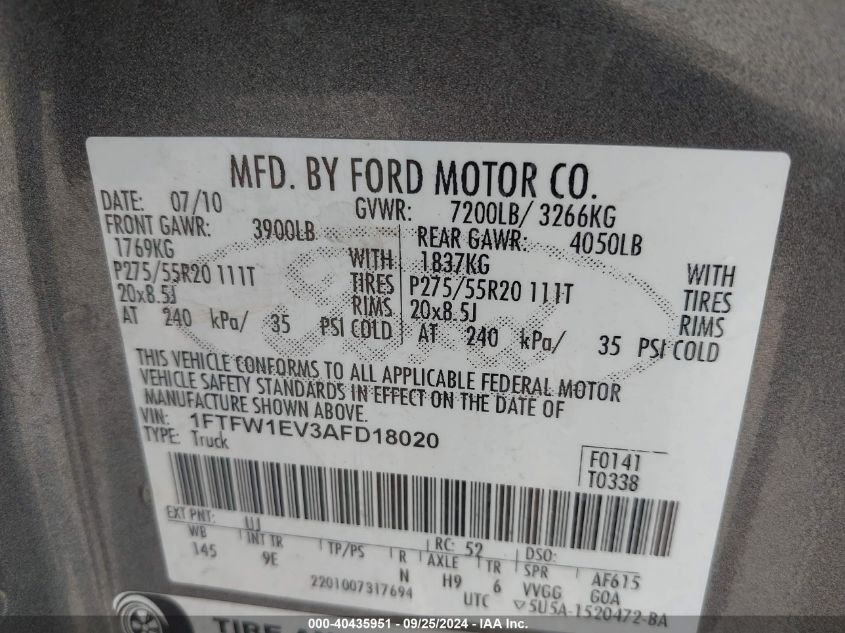 MFD. BY FORD MOTOR CO.
DATE: 07/10 GVWR: 7200LB/ 3266KG
FRONT GAWR: 3900LB REAR GAWR: 4050LB
1769KG WITH 1837KG WITH
P275/55R20 111T TIRES P275/55R20 111T TIRES
20x8.5J RIMS 20x8.5J RIMS
AT 240 kPa/ 35 PSI COLD AT 240 kPa/ 35 PSI COLD
THIS VEHICLE CONFORMS TO ALL APPLICABLE FEDERAL MOTOR
VEHICLE SAFETY STANDARDS IN EFFECT ON THE DATE OF
MANUFACTURE SHOWN ABOVE.
VIN: 1FTFW1EV3AFD18020
TYPE: Truck
F0141
T0338
EXT PNT: UJ RC: 52 DSO:
WB INT TR TP/PS R AXLE TR SPR AF615
145 9E N H9 6 VVGG GOA
2201007317694 UTC ▽5U5A-1520472-BA
Ford
TIRE
000-40435951 - 09/25/2024 - Copyright IAA, Inc.